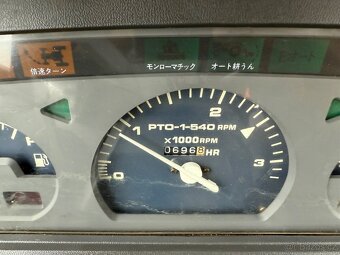 倍速ターン
モンローマチック
オート耕うん
PTO-1-540 RPM
X1000RPM
0696 HR
0
1
2
3
F